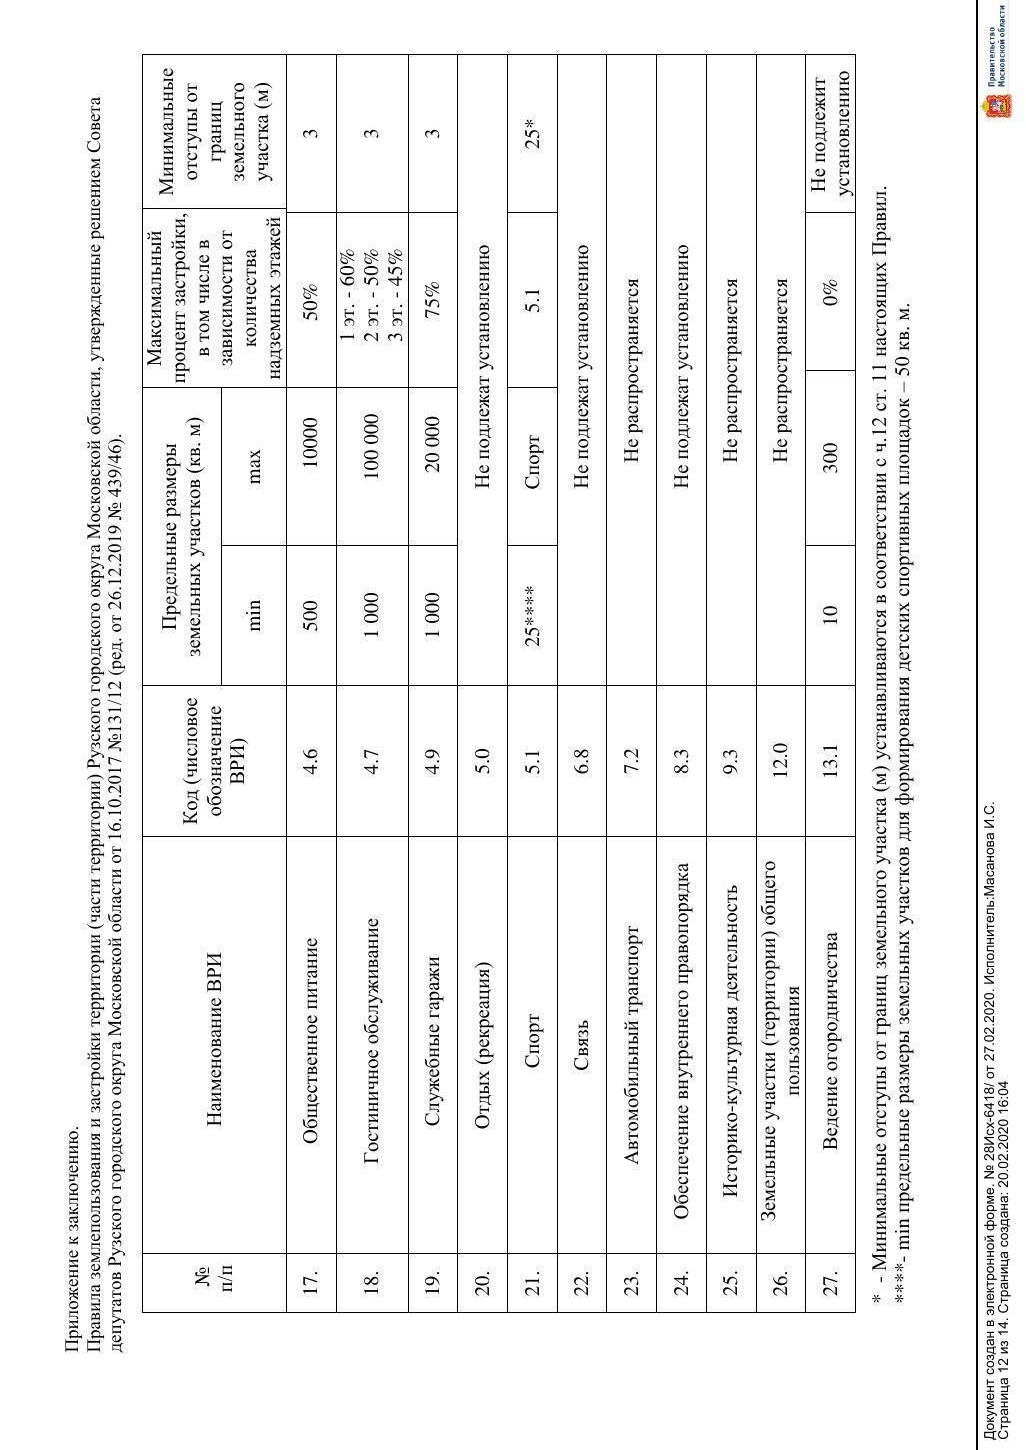 Приложение к заключению.
Правила землепользования и застройки территории (части территории) Рузского городского округа Московской области, утвержденные решением Совета
депутатов Рузского городского округа Московской области от 16.10.2017 №131/12 (ред. от 26.12.2019 № 439/46).
№
п/п
Наименование ВРИ
Код (числовое
обозначение
ВРИ)
Предельные размеры
земельных участков (кв. м)
min
max
Максимальный
процент застройки,
в том числе в
зависимости от
количества
надземных этажей
Минимальные
отступы от
границ
земельного
участка (м)
17. Общественное питание 4.6 500 10000 50% 3
18. Гостиничное обслуживание 4.7 1 000 100 000
1 эт. - 60%
2 эт. - 50%
3 эт. - 45%
3
19. Служебные гаражи 4.9 1 000 20 000 75% 3
20. Отдых (рекреация) 5.0 Не подлежат установлению
21. Спорт 5.1 25**** Спорт 5.1 25*
22. Связь 6.8 Не подлежат установлению
23. Автомобильный транспорт 7.2 Не распространяется
24. Обеспечение внутреннего правопорядка 8.3 Не подлежат установлению
25. Историко-культурная деятельность 9.3 Не распространяется
26. Земельные участки (территории) общего
пользования
12.0 Не распространяется
27. Ведение огородничества 13.1 10 300 0% Не подлежит
установлению
* - Минимальные отступы от границ земельного участка (м) устанавливаются в соответствии с ч.12 ст. 11 настоящих Правил.
****- min предельные размеры земельных участков для формирования детских спортивных площадок – 50 кв. м.
Документ создан в электронной форме. № 28Исх-6418/ от 27.02.2020. Исполнитель:Масанова И.С.
Страница 12 из 14. Страница создана: 20.02.2020 16:04
Правительство
Московской области